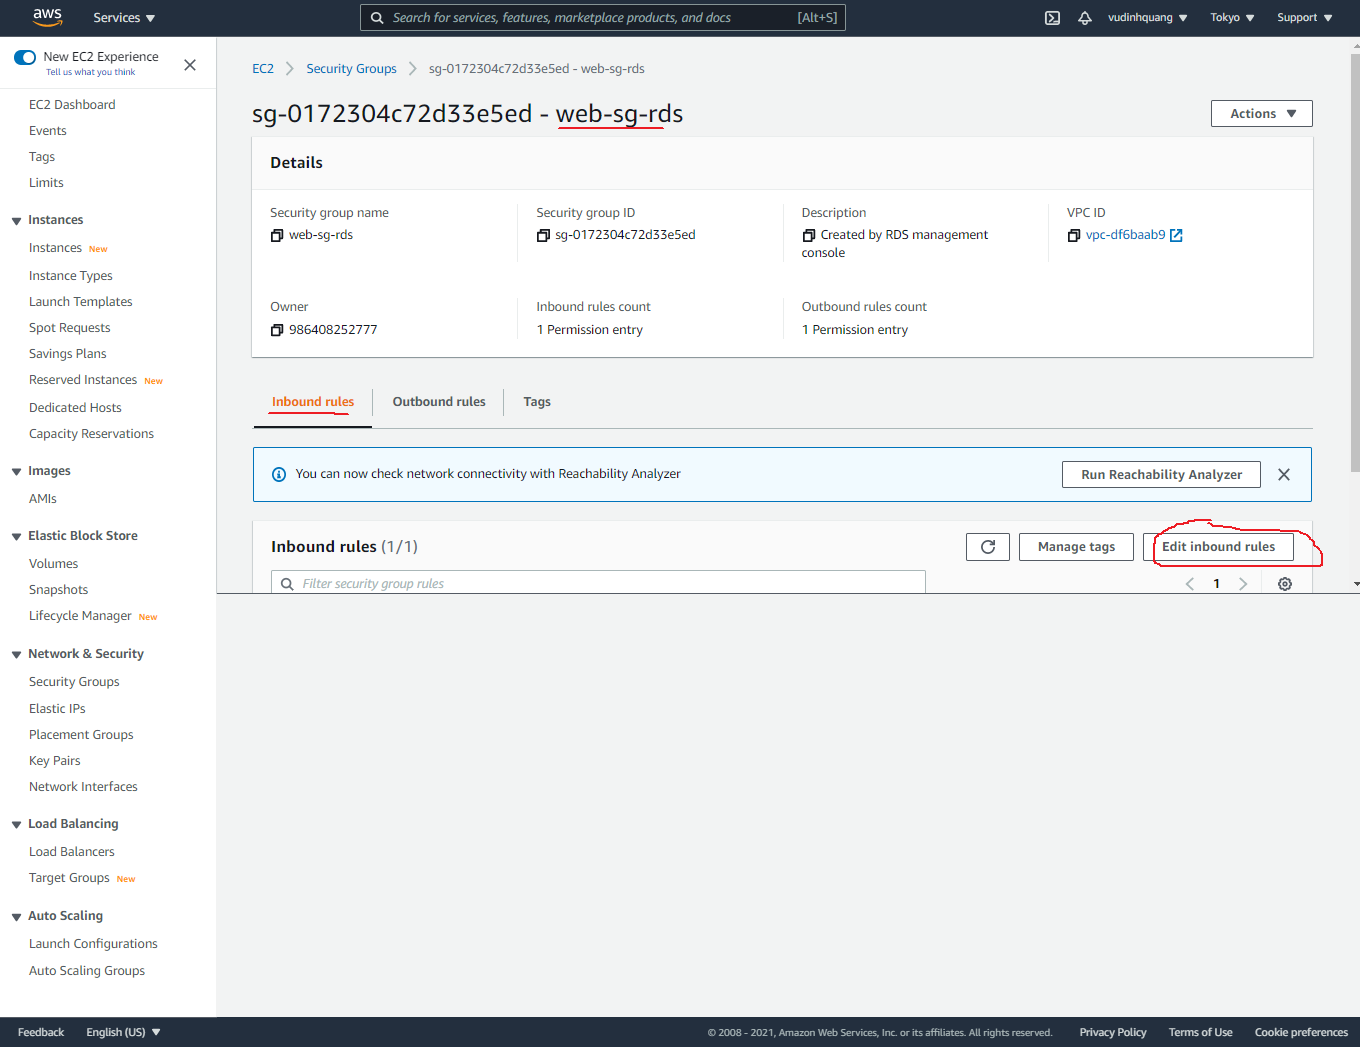 aws Services Search for services, features, marketplace products, and docs [Alt+S] vudinhquang Tokyo Support
New EC2 Experience
Tell us what you think
EC2 Dashboard
Events
Tags
Limits
Instances
Instances New
Instance Types
Launch Templates
Spot Requests
Savings Plans
Reserved Instances New
Dedicated Hosts
Capacity Reservations
Images
AMIs
Elastic Block Store
Volumes
Snapshots
Lifecycle Manager New
Network & Security
Security Groups
Elastic IPs
Placement Groups
Key Pairs
Network Interfaces
Load Balancing
Load Balancers
Target Groups New
Auto Scaling
Launch Configurations
Auto Scaling Groups
EC2 Security Groups sg-0172304c72d33e5ed - web-sg-rds
sg-0172304c72d33e5ed - web-sg-rds
Actions
Details
Security group name
web-sg-rds
Security group ID
sg-0172304c72d33e5ed
Description
Created by RDS management
console
VPC ID
vpc-df6baab9
Owner
986408252777
Inbound rules count
1 Permission entry
Outbound rules count
1 Permission entry
Inbound rules Outbound rules Tags
You can now check network connectivity with Reachability Analyzer
Run Reachability Analyzer
Inbound rules (1/1)
Manage tags
Edit inbound rules
Filter security group rules
1
Feedback English (US) © 2008 - 2021, Amazon Web Services, Inc. or its affiliates. All rights reserved. Privacy Policy Terms of Use Cookie preferences